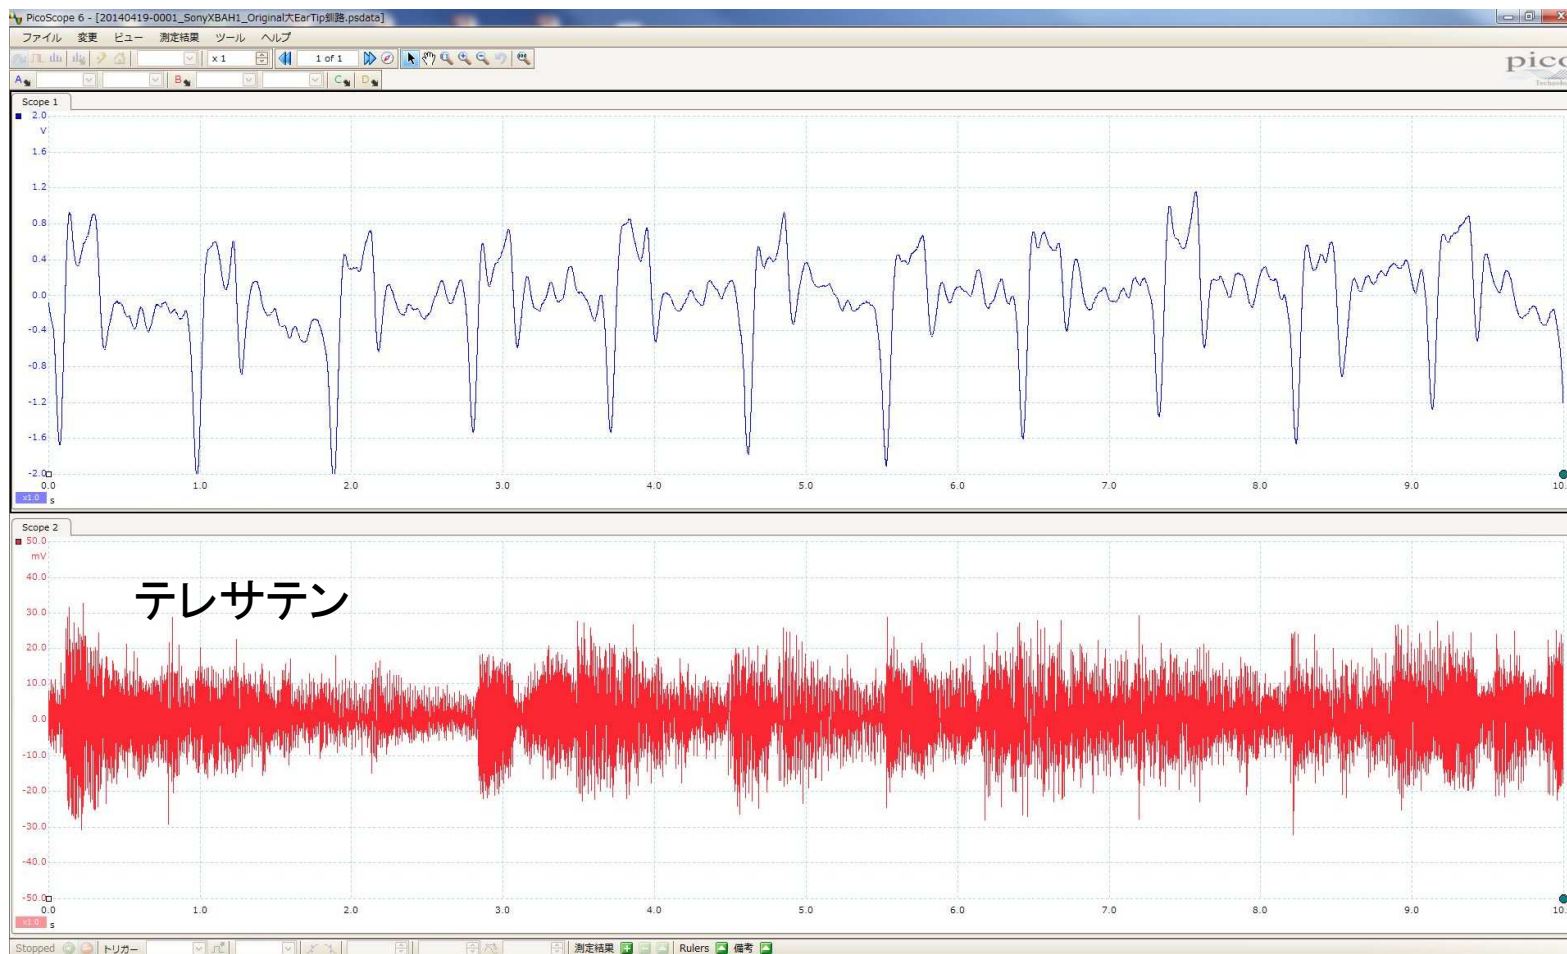 PicoScope 6 - [20140419-0001_SonyXBAH1_Original大EarTip釧路.psdata]
ファイル 変更 ビュー 測定結果 ツール ヘルプ
x 1 1 of 1
A B C D
pico
Technology
Scope 1
2.0
V
1.6
1.2
0.8
0.4
0.0
-0.4
-0.8
-1.2
-1.6
-2.0
0.0 1.0 2.0 3.0 4.0 5.0 6.0 7.0 8.0 9.0 10.
x1.0 s
Scope 2
50.0
mV
40.0
テレサテン
30.0
20.0
10.0
0.0
-10.0
-20.0
-30.0
-40.0
-50.0
0.0 1.0 2.0 3.0 4.0 5.0 6.0 7.0 8.0 9.0 10.
x1.0 s
Stopped トリガー 測定結果 Rulers 備考